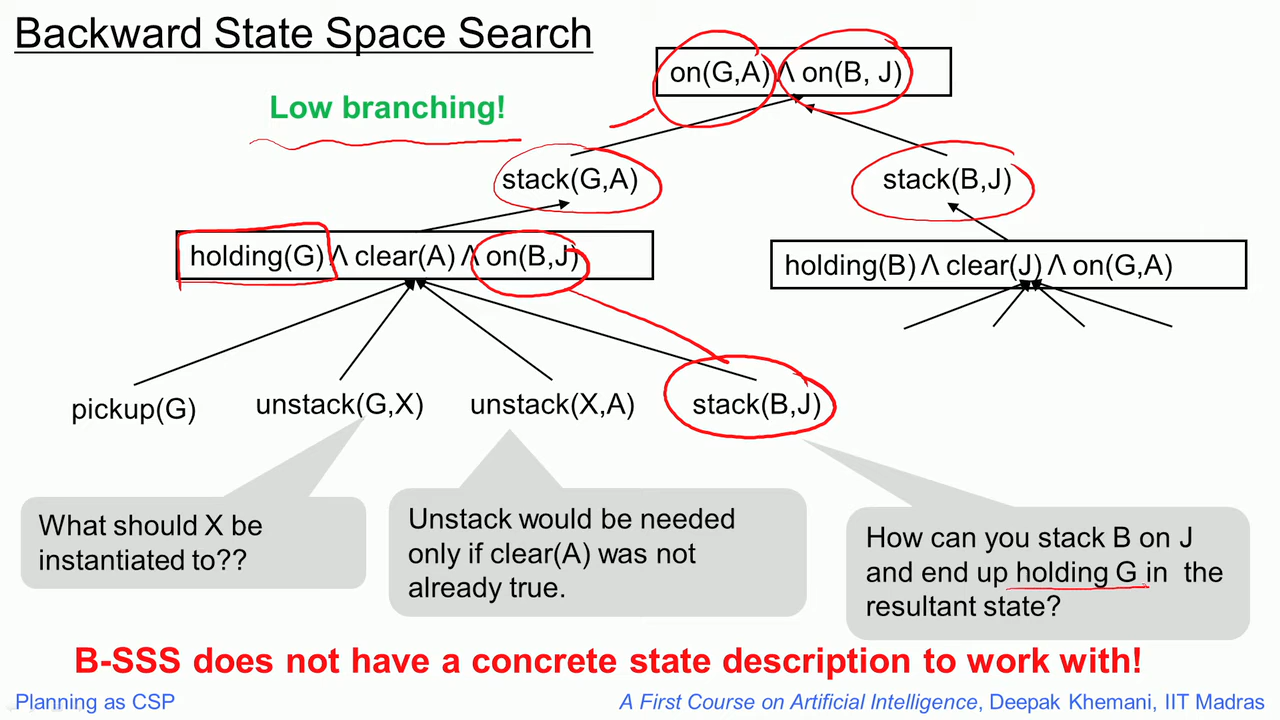 Backward State Space Search
on(G,A) Λ on(B, J)
Low branching!
stack(G,A)
stack(B,J)
holding(G) Λ clear(A) Λ on(B,J)
holding(B) Λ clear(J) Λ on(G,A)
pickup(G)
unstack(G,X)
unstack(X,A)
stack(B,J)
What should X be
instantiated to??
Unstack would be needed
only if clear(A) was not
already true.
How can you stack B on J
and end up holding G in the
resultant state?
B-SSS does not have a concrete state description to work with!
Planning as CSP
A First Course on Artificial Intelligence, Deepak Khemani, IIT Madras